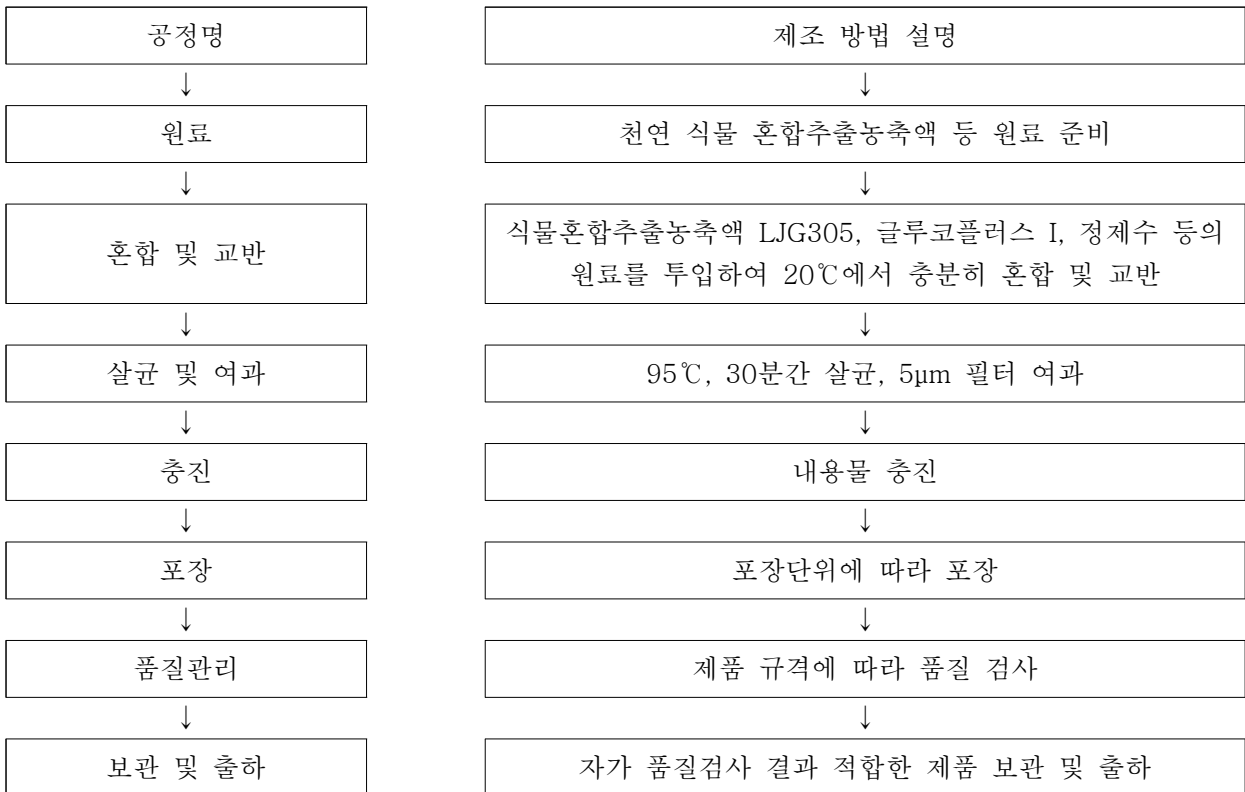 공정명
제조 방법 설명
↓
↓
원료
천연 식물 혼합추출농축액 등 원료 준비
↓
↓
혼합 및 교반
식물혼합추출농축액 LJG305, 글루코플러스 I, 정제수 등의
원료를 투입하여 20℃에서 충분히 혼합 및 교반
↓
↓
살균 및 여과
95℃, 30분간 살균, 5μm 필터 여과
↓
↓
충진
내용물 충진
↓
↓
포장
포장단위에 따라 포장
↓
↓
품질관리
제품 규격에 따라 품질 검사
↓
↓
보관 및 출하
자가 품질검사 결과 적합한 제품 보관 및 출하